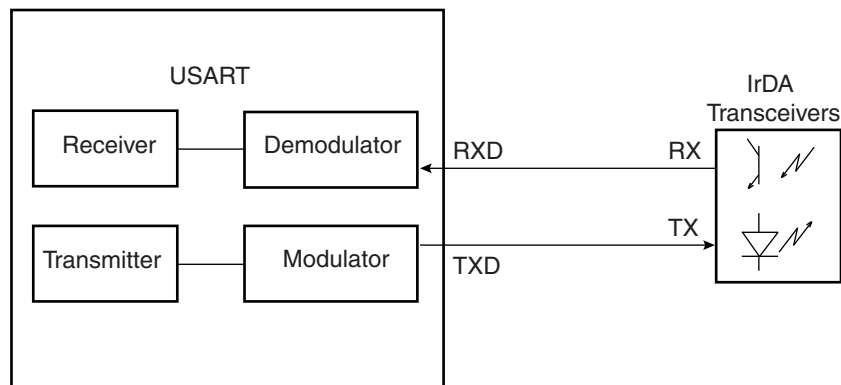 USART
IrDA
Transceivers
Receiver
Demodulator
RXD
RX
Transmitter
Modulator
TXD
TX